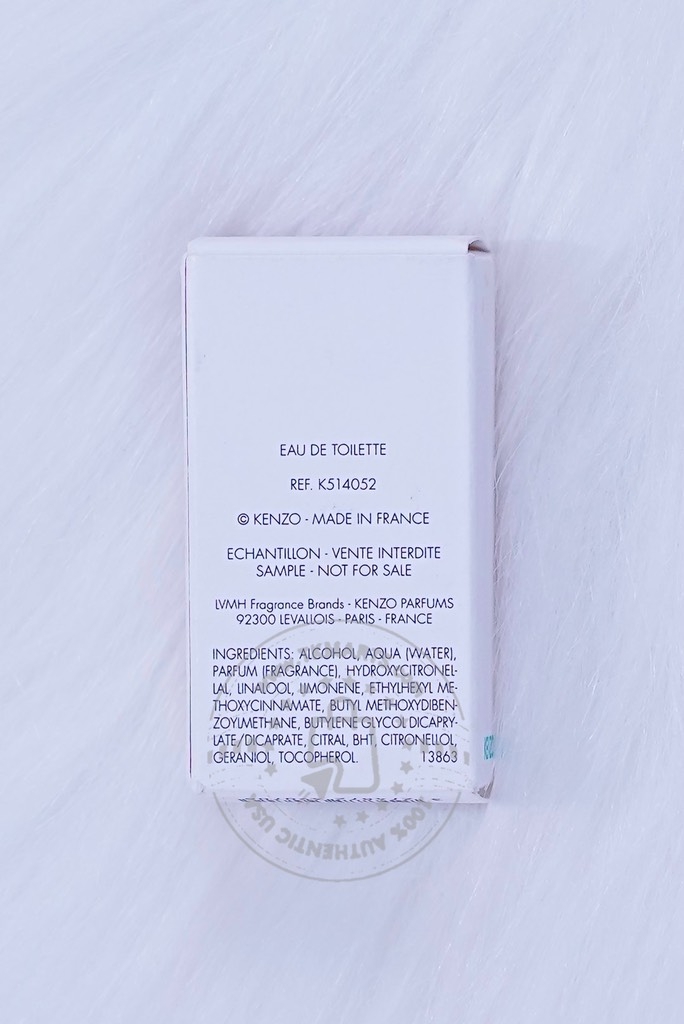 EAU DE TOILETTE
REF. K514052
© KENZO - MADE IN FRANCE
ECHANTILLON - VENTE INTERDITE
SAMPLE - NOT FOR SALE
LVMH Fragrance Brands - KENZO PARFUMS
92300 LEVALLOIS - PARIS - FRANCE
INGREDIENTS: ALCOHOL, AQUA (WATER),
PARFUM (FRAGRANCE), HYDROXYCITRONEL-
LAL, LINALOOL, LIMONENE, ETHYLHEXYL ME-
THOXYCINNAMATE, BUTYL METHOXYDIBEN-
ZOYLMETHANE, BUTYLENE GLYCOL DICAPRY-
LATE/DICAPRATE, CITRAL, BHT, CITRONELLOL,
GERANIOL, TOCOPHEROL. 13863
100% AUTHENTIC USA